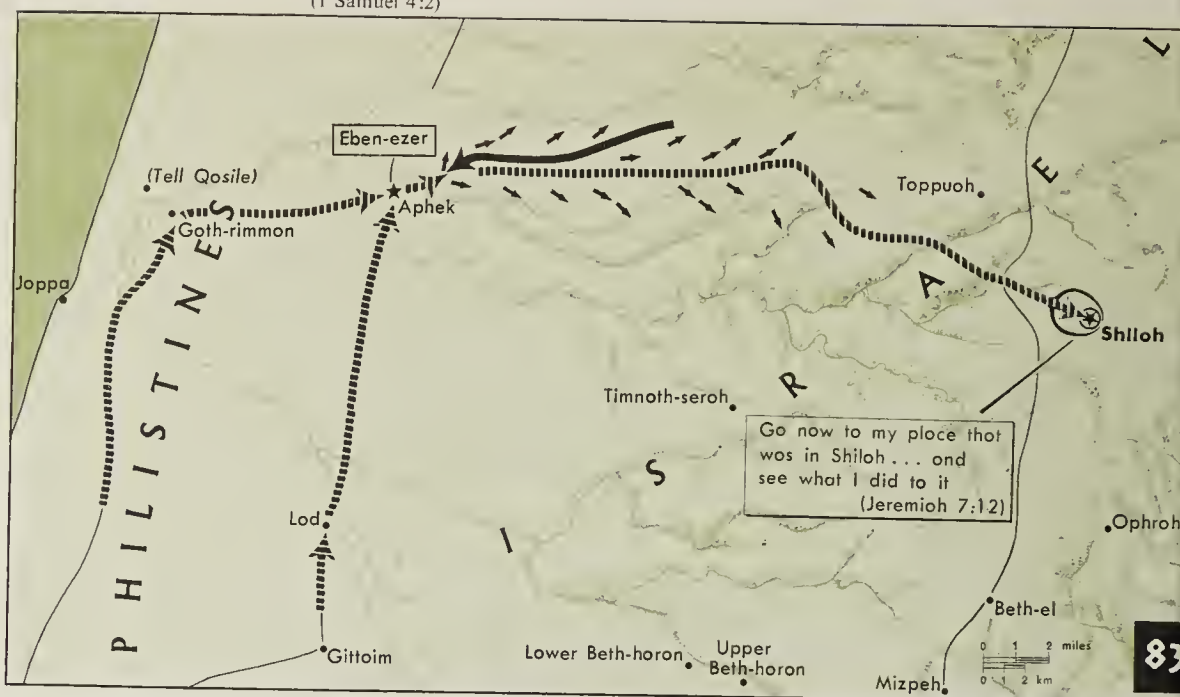 (1 Samuel 4:2)
Eben-ezer
(Tell Qosile)
Aphek
Goth-rimmon
Toppuoh
Joppa
Shiloh
PHILISTINES
ISRAEL
Timnoth-seroh
Go now to my ploce thot
wos in Shiloh ... ond
see what I did to it
(Jeremioh 7:12)
Lod
Ophroh
Beth-el
Gittoim
Lower Beth-horon
Upper
Beth-horon
Mizpeh
0 1 2 miles
0 1 2 km
83